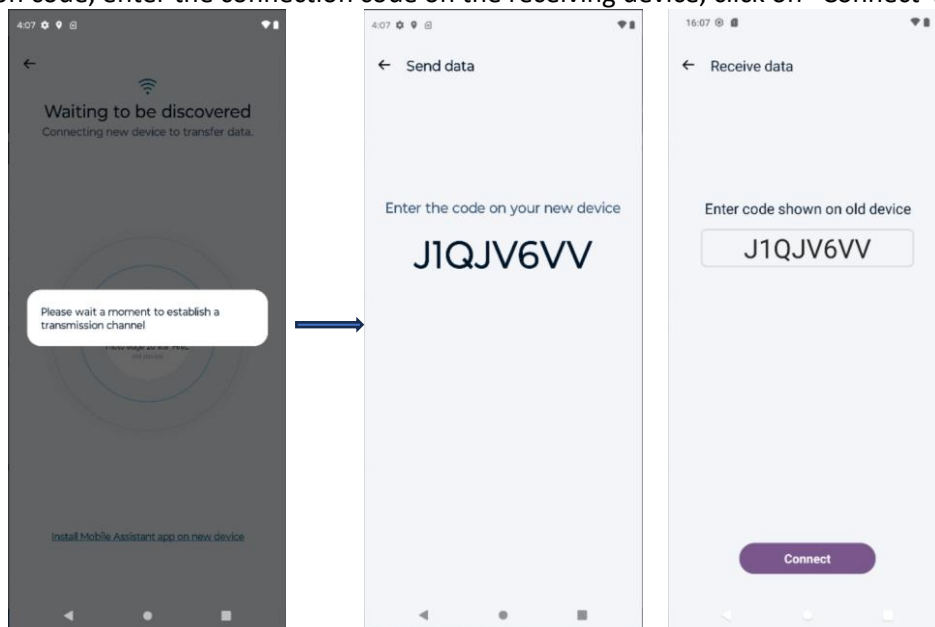 on code, enter the connection code on the receiving device, click on "Connect"
4:07
Waiting to be discovered
Connecting new device to transfer data.
Please wait a moment to establish a
transmission channel
old device
Install Mobile Assistant app on new device
4:07
← Send data
Enter the code on your new device
J1QJV6VV
16:07
← Receive data
Enter code shown on old device
J1QJV6VV
Connect